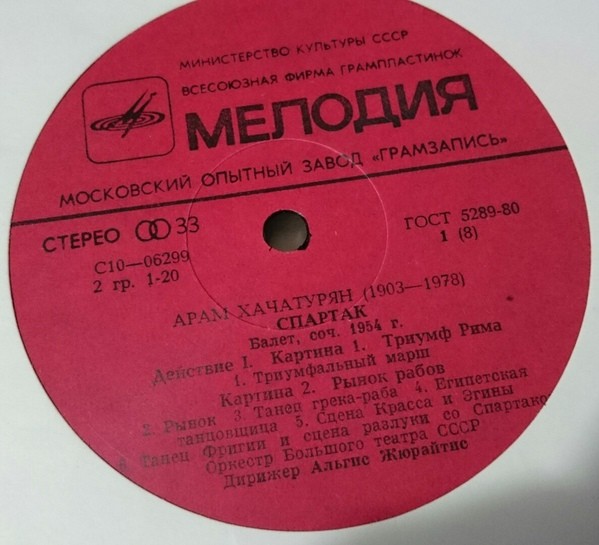 МИНИСТЕРСТВО КУЛЬТУРЫ СССР
ВСЕСОЮЗНАЯ ФИРМА ГРАМПЛАСТИНОК
МЕЛОДИЯ
МОСКОВСКИЙ ОПЫТНЫЙ ЗАВОД «ГРАМЗАПИСЬ»
СТЕРЕО 33
ГОСТ 5289-80
С10—06299
1 (8)
2 гр. 1-20
АРАМ ХАЧАТУРЯН (1903—1978)
СПАРТАК
Балет, соч. 1954 г.
Действие I. Картина 1. Триумф Рима
1. Триумфальный марш
Картина 2. Рынок рабов
2. Рынок 3. Танец грека-раба 4. Египетская
танцовщица 5. Сцена Красса и Эгины
6. Танец Фригии и сцена разлуки со Спартако
Оркестр Большого театра СССР
Дирижер Альгис Жюрайтис